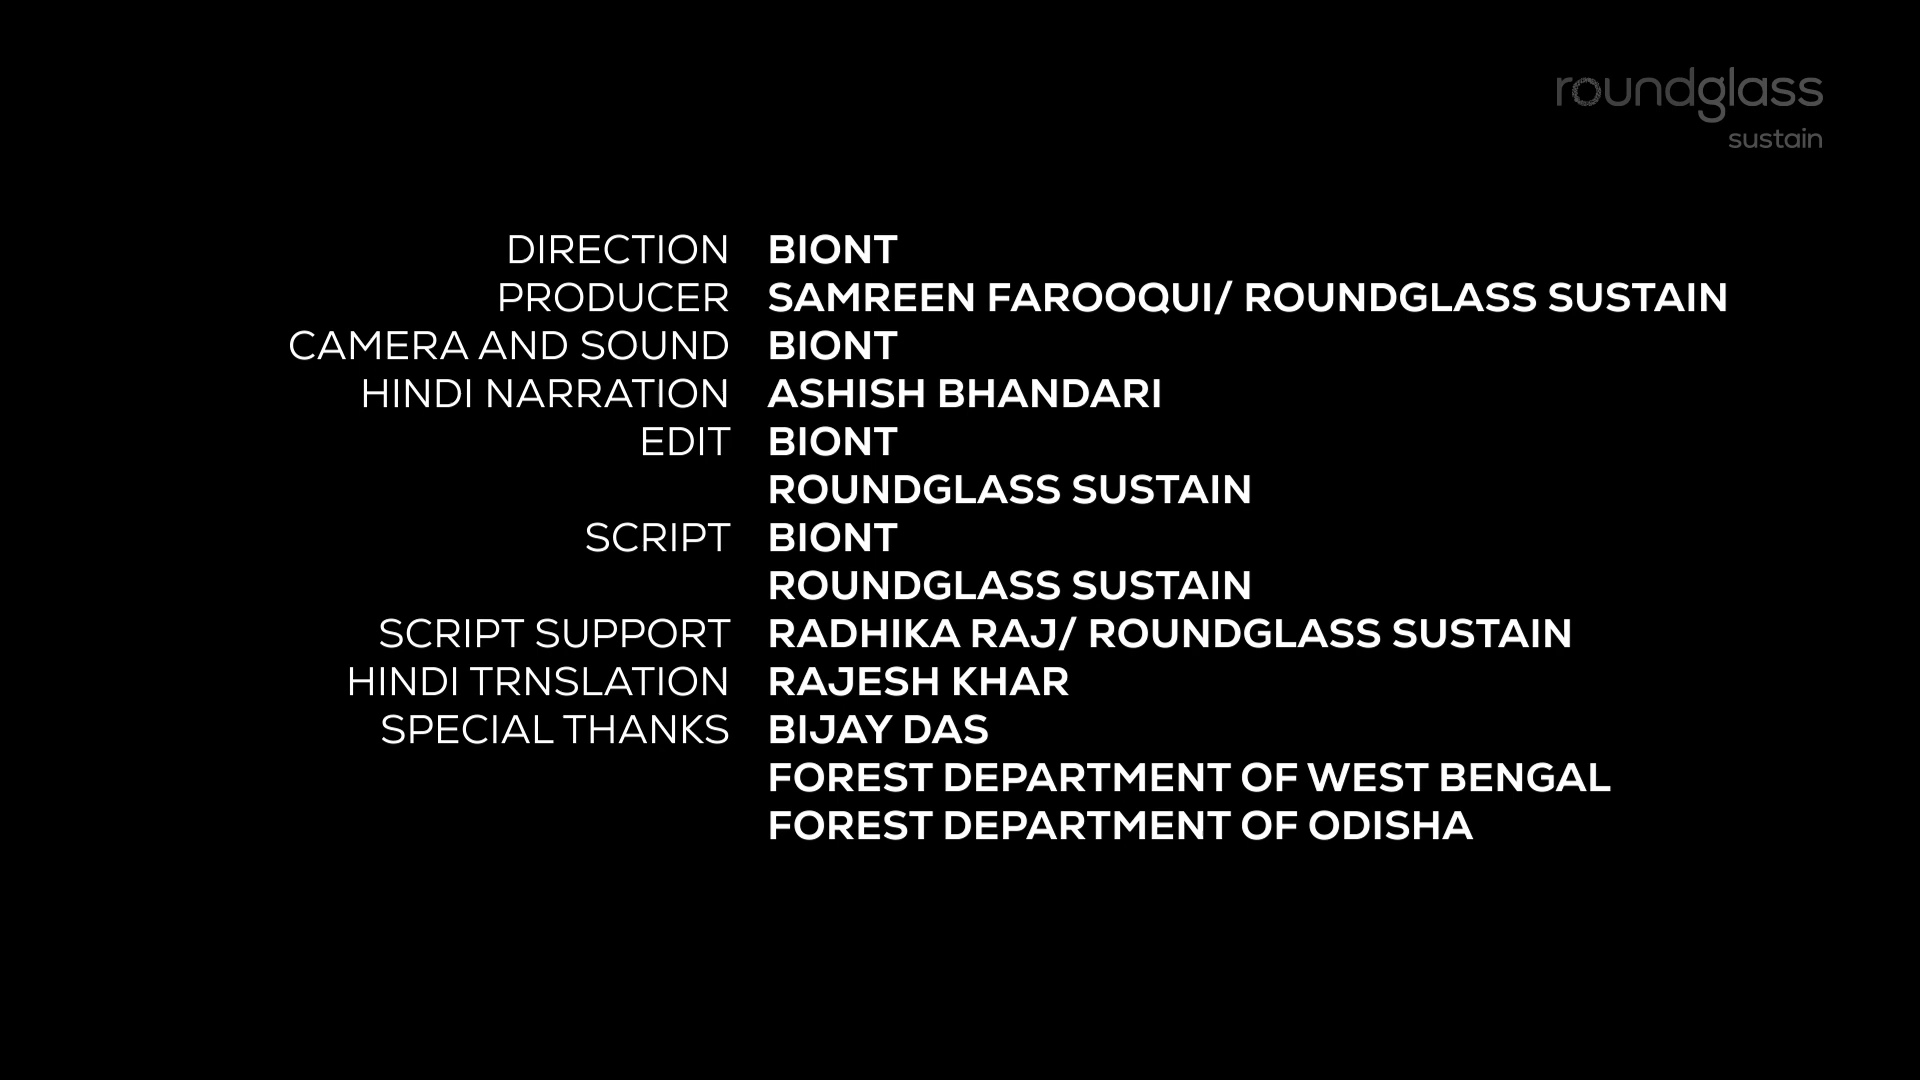 roundglass
sustain
DIRECTION BIONT
PRODUCER SAMREEN FAROOQUI/ ROUNDGLASS SUSTAIN
CAMERA AND SOUND BIONT
HINDI NARRATION ASHISH BHANDARI
EDIT BIONT
ROUNDGLASS SUSTAIN
SCRIPT BIONT
ROUNDGLASS SUSTAIN
SCRIPT SUPPORT RADHIKA RAJ/ ROUNDGLASS SUSTAIN
HINDI TRNSLATION RAJESH KHAR
SPECIAL THANKS BIJAY DAS
FOREST DEPARTMENT OF WEST BENGAL
FOREST DEPARTMENT OF ODISHA